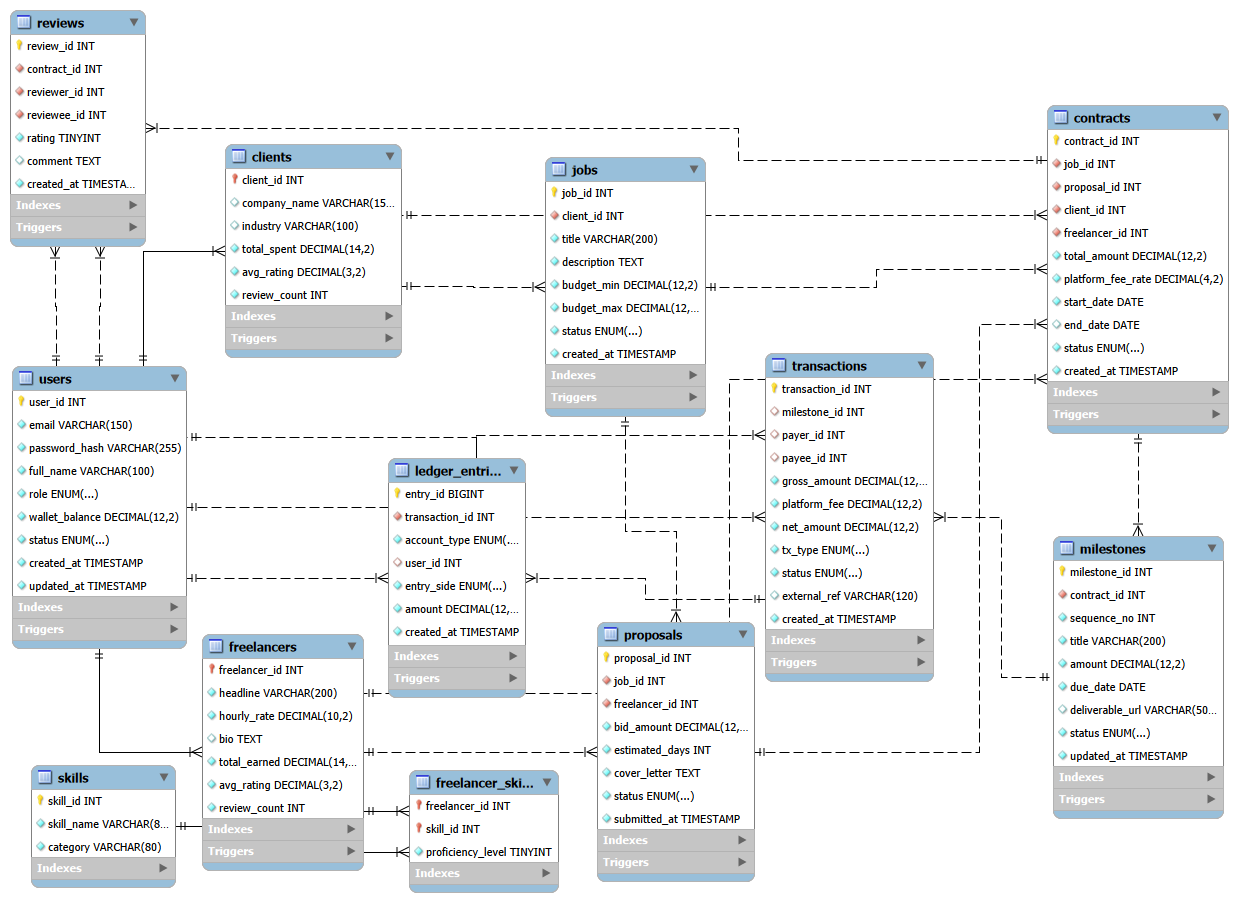 reviews
review_id INT
contract_id INT
reviewer_id INT
reviewee_id INT
rating TINYINT
comment TEXT
created_at TIMESTA...
Indexes
Triggers
clients
client_id INT
company_name VARCHAR(15...
industry VARCHAR(100)
total_spent DECIMAL(14,2)
avg_rating DECIMAL(3,2)
review_count INT
Indexes
Triggers
jobs
job_id INT
client_id INT
title VARCHAR(200)
description TEXT
budget_min DECIMAL(12,2)
budget_max DECIMAL(12,...
status ENUM(...)
created_at TIMESTAMP
Indexes
Triggers
contracts
contract_id INT
job_id INT
proposal_id INT
client_id INT
freelancer_id INT
total_amount DECIMAL(12,2)
platform_fee_rate DECIMAL(4,2)
start_date DATE
end_date DATE
status ENUM(...)
created_at TIMESTAMP
Indexes
Triggers
users
user_id INT
email VARCHAR(150)
password_hash VARCHAR(255)
full_name VARCHAR(100)
role ENUM(...)
wallet_balance DECIMAL(12,2)
status ENUM(...)
created_at TIMESTAMP
updated_at TIMESTAMP
Indexes
Triggers
ledger_entri...
entry_id BIGINT
transaction_id INT
account_type ENUM(....
user_id INT
entry_side ENUM(...)
amount DECIMAL(12,...
created_at TIMESTAMP
Indexes
Triggers
transactions
transaction_id INT
milestone_id INT
payer_id INT
payee_id INT
gross_amount DECIMAL(12,...
platform_fee DECIMAL(12,2)
net_amount DECIMAL(12,2)
tx_type ENUM(...)
status ENUM(...)
external_ref VARCHAR(120)
created_at TIMESTAMP
Indexes
Triggers
milestones
milestone_id INT
contract_id INT
sequence_no INT
title VARCHAR(200)
amount DECIMAL(12,2)
due_date DATE
deliverable_url VARCHAR(50...
status ENUM(...)
updated_at TIMESTAMP
Indexes
Triggers
freelancers
freelancer_id INT
headline VARCHAR(200)
hourly_rate DECIMAL(10,2)
bio TEXT
total_earned DECIMAL(14,...
avg_rating DECIMAL(3,2)
review_count INT
Indexes
Triggers
proposals
proposal_id INT
job_id INT
freelancer_id INT
bid_amount DECIMAL(12,...
estimated_days INT
cover_letter TEXT
status ENUM(...)
submitted_at TIMESTAMP
Indexes
Triggers
skills
skill_id INT
skill_name VARCHAR(8...
category VARCHAR(80)
Indexes
freelancer_ski...
freelancer_id INT
skill_id INT
proficiency_level TINYINT
Indexes